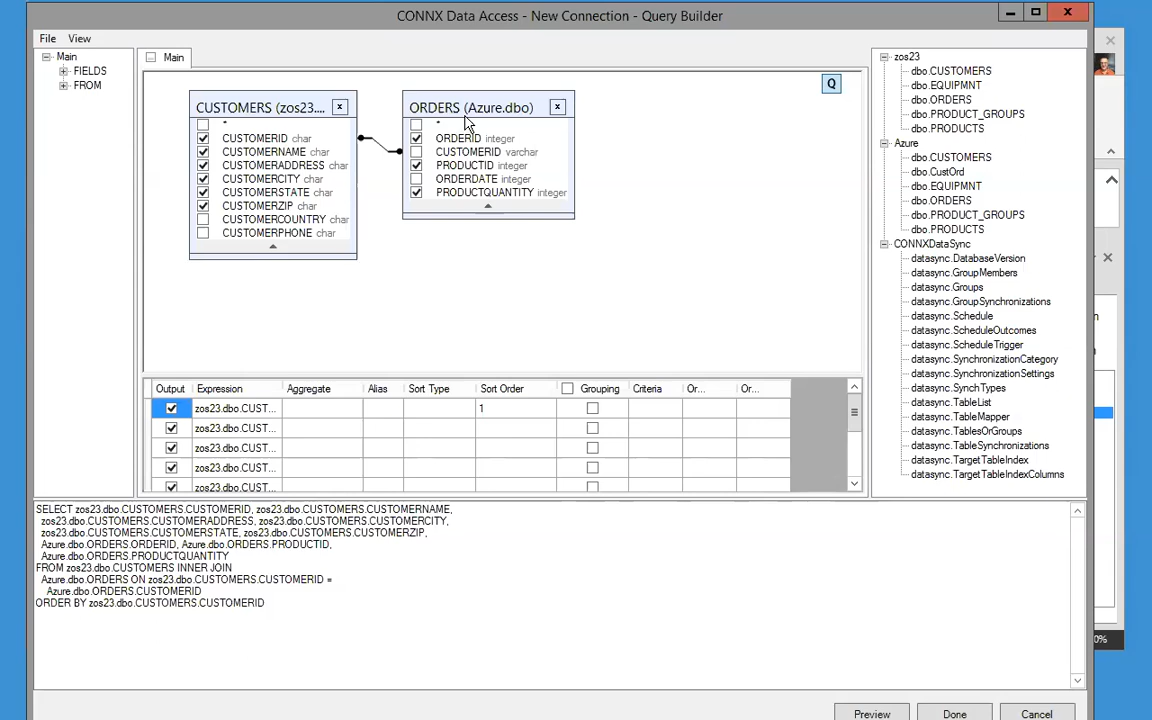 CONNX Data Access - New Connection - Query Builder
File View
Main
FIELDS
FROM
Main
Q
CUSTOMERS (zos23....
*
CUSTOMERID char
CUSTOMERNAME char
CUSTOMERADDRESS char
CUSTOMERCITY char
CUSTOMERSTATE char
CUSTOMERZIP char
CUSTOMERCOUNTRY char
CUSTOMERPHONE char
ORDERS (Azure.dbo)
*
ORDERID integer
CUSTOMERID varchar
PRODUCTID integer
ORDERDATE integer
PRODUCTQUANTITY integer
zos23
dbo.CUSTOMERS
dbo.EQUIPMNT
dbo.ORDERS
dbo.PRODUCT_GROUPS
dbo.PRODUCTS
Azure
dbo.CUSTOMERS
dbo.CustOrd
dbo.EQUIPMNT
dbo.ORDERS
dbo.PRODUCT_GROUPS
dbo.PRODUCTS
CONNXDataSync
datasync.DatabaseVersion
datasync.GroupMembers
datasync.Groups
datasync.GroupSynchronizations
datasync.Schedule
datasync.ScheduleOutcomes
datasync.ScheduleTrigger
datasync.SynchronizationCategory
datasync.SynchronizationSettings
datasync.SynchTypes
datasync.TableList
datasync.TableMapper
datasync.TablesOrGroups
datasync.TableSynchronizations
datasync.TargetTableIndex
datasync.TargetTableIndexColumns
Output Expression Aggregate Alias Sort Type Sort Order Grouping Criteria Or... Or...
zos23.dbo.CUST... 1
zos23.dbo.CUST...
zos23.dbo.CUST...
zos23.dbo.CUST...
zos23.dbo.CUST...
SELECT zos23.dbo.CUSTOMERS.CUSTOMERID, zos23.dbo.CUSTOMERS.CUSTOMERNAME,
zos23.dbo.CUSTOMERS.CUSTOMERADDRESS, zos23.dbo.CUSTOMERS.CUSTOMERCITY,
zos23.dbo.CUSTOMERS.CUSTOMERSTATE, zos23.dbo.CUSTOMERS.CUSTOMERZIP,
Azure.dbo.ORDERS.ORDERID, Azure.dbo.ORDERS.PRODUCTID,
Azure.dbo.ORDERS.PRODUCTQUANTITY
FROM zos23.dbo.CUSTOMERS INNER JOIN
Azure.dbo.ORDERS ON zos23.dbo.CUSTOMERS.CUSTOMERID =
Azure.dbo.ORDERS.CUSTOMERID
ORDER BY zos23.dbo.CUSTOMERS.CUSTOMERID
0%
Preview Done Cancel